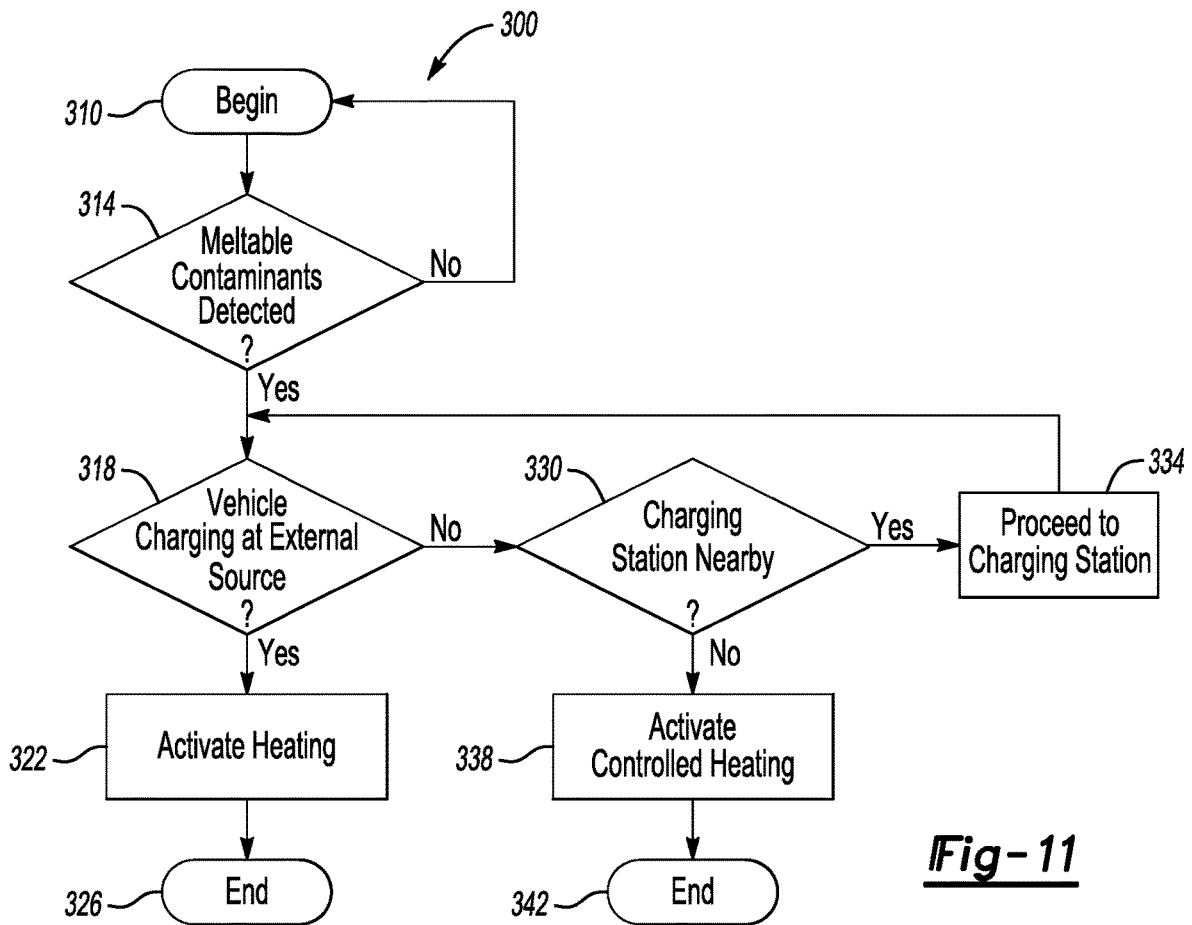 300
310
Begin
314
Meltable
Contaminants
Detected
?
No
Yes
318
Vehicle
Charging at External
Source
?
No
330
Charging
Station Nearby
?
Yes
334
Proceed to
Charging Station
Yes
No
322
Activate Heating
338
Activate
Controlled Heating
326
End
342
End
Fig-11